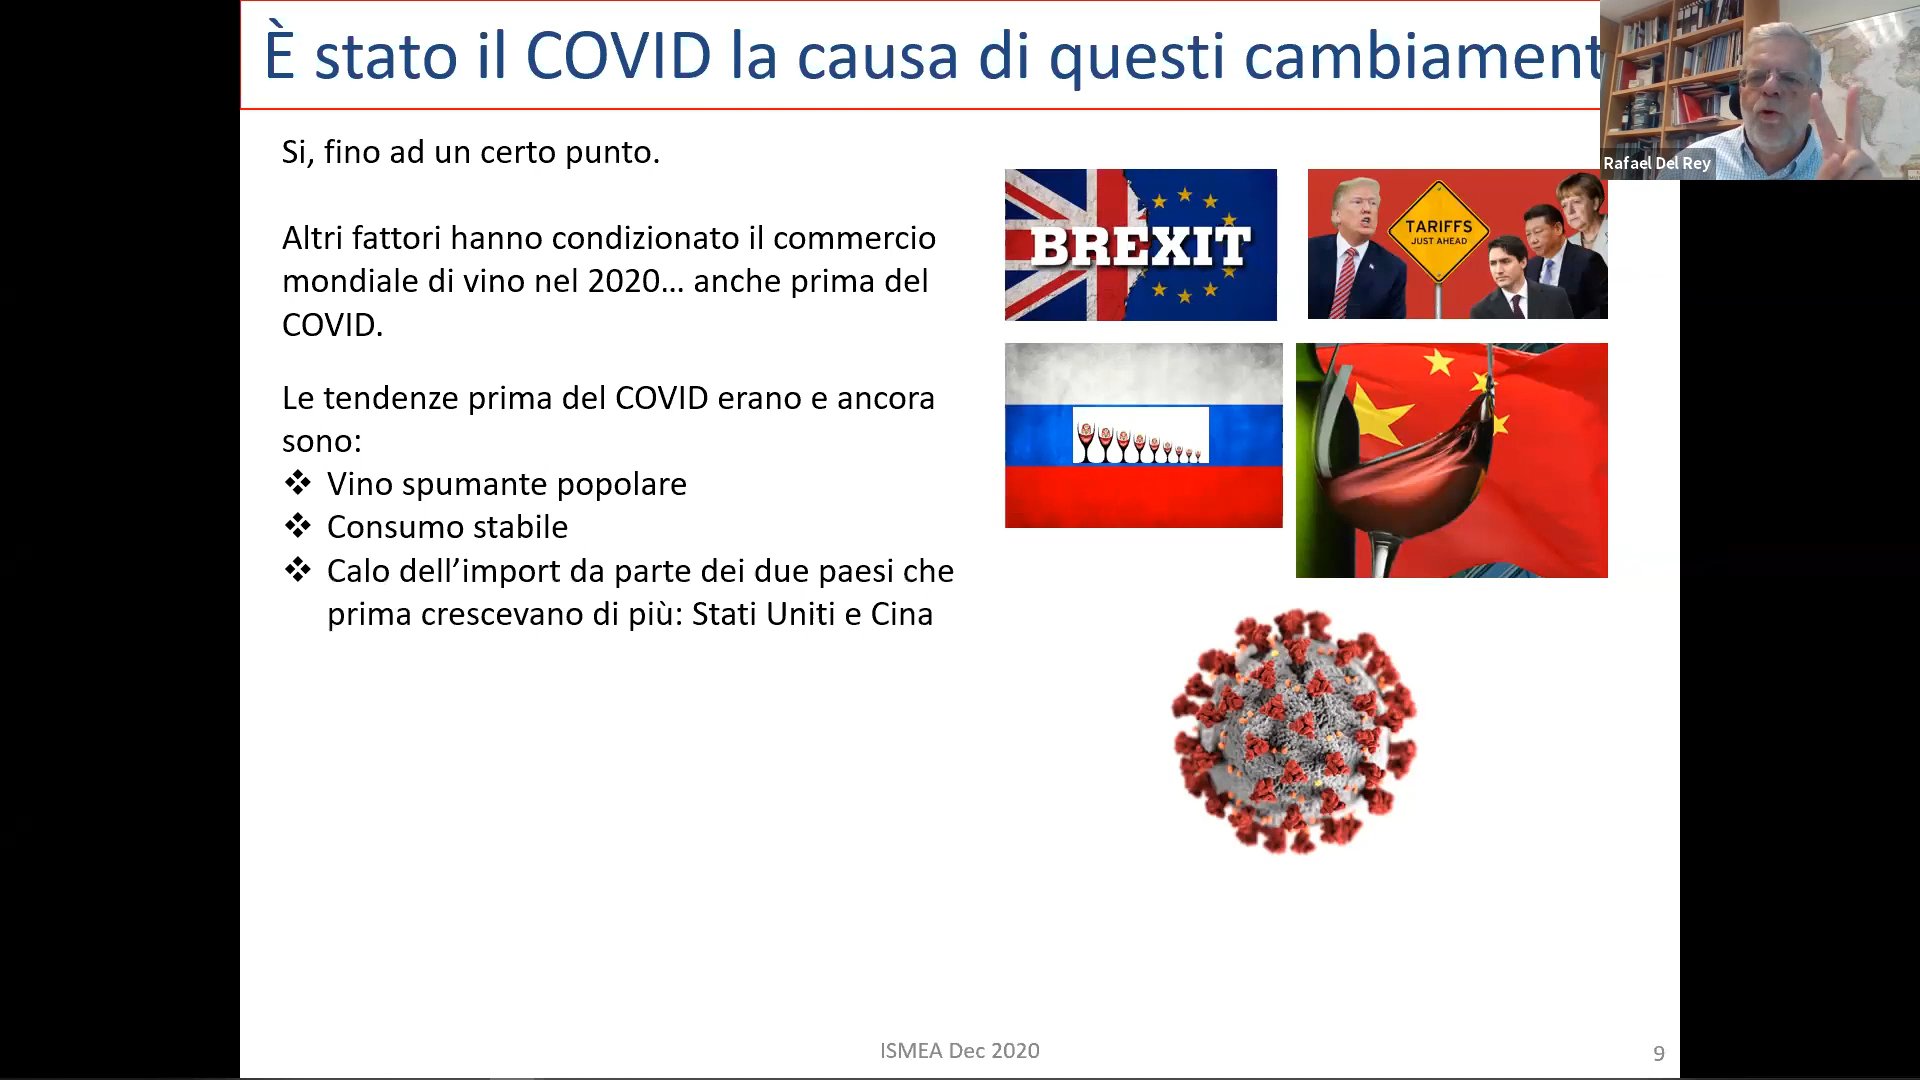 È stato il COVID la causa di questi cambiament
Rafael Del Rey
Si, fino ad un certo punto.
Altri fattori hanno condizionato il commercio
mondiale di vino nel 2020... anche prima del
COVID.
Le tendenze prima del COVID erano e ancora
sono:
Vino spumante popolare
Consumo stabile
Calo dell’import da parte dei due paesi che
prima crescevano di più: Stati Uniti e Cina
BREXIT
TARIFFS
JUST AHEAD
ISMEA Dec 2020
9